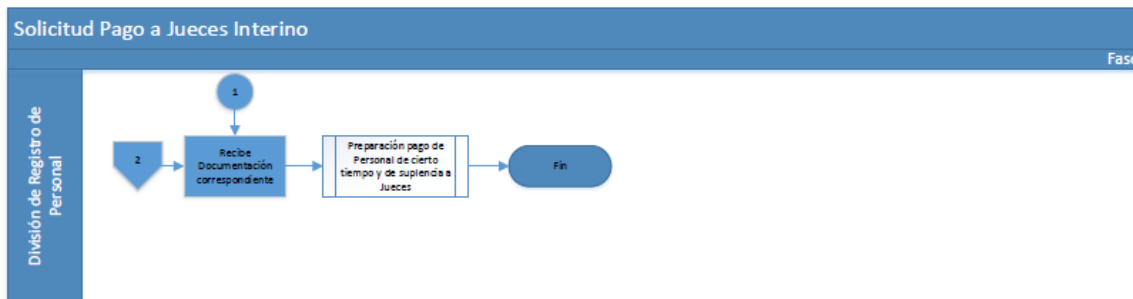 Solicitud Pago a Jueces Interino
Fase
División de Registro de
Personal
1
2
Recibe
Documentación
correspondiente
Preparación pago de
Personal de cierto
tiempo y de suplencia a
Jueces
Fin